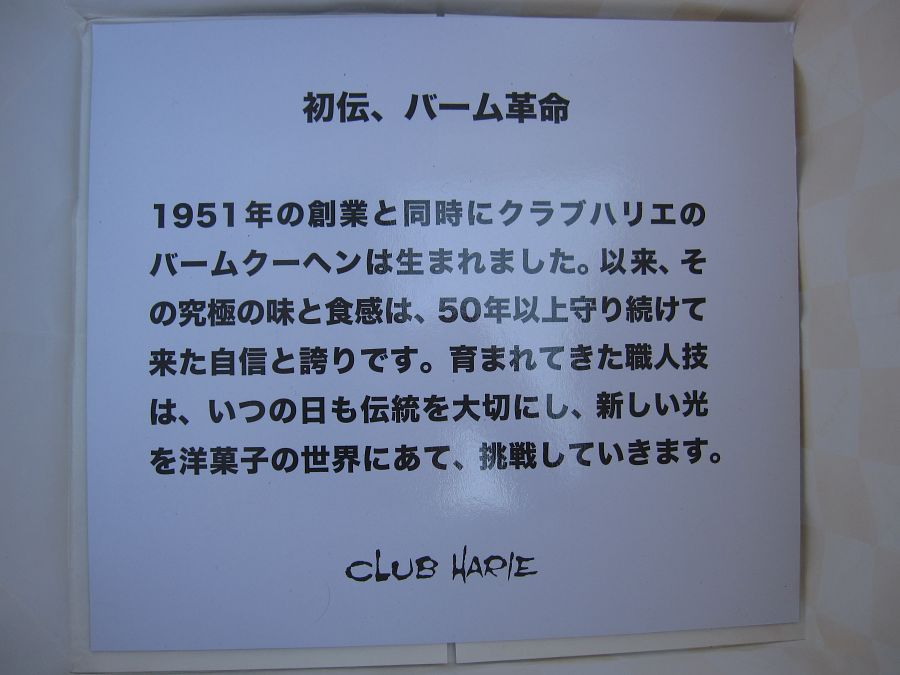 初伝、バーム革命
1951年の創業と同時にクラブハリエの
バームクーヘンは生まれました。以来、そ
の究極の味と食感は、50年以上守り続けて
来た自信と誇りです。育まれてきた職人技
は、いつの日も伝統を大切にし、新しい光
を洋菓子の世界にあて、挑戦していきます。
CLUB HARIE